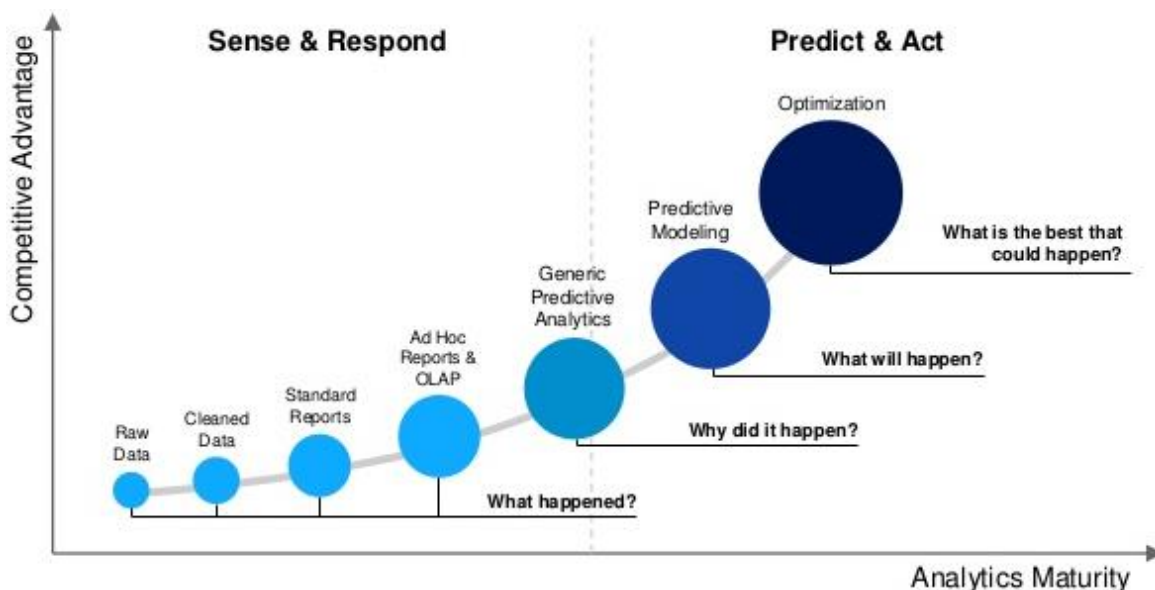 Sense & Respond
Predict & Act
Competitive Advantage
Optimization
Predictive
Modeling
What is the best that
could happen?
Generic
Predictive
Analytics
Ad Hoc
Reports &
OLAP
What will happen?
Standard
Reports
Cleaned
Data
Raw
Data
Why did it happen?
What happened?
Analytics Maturity